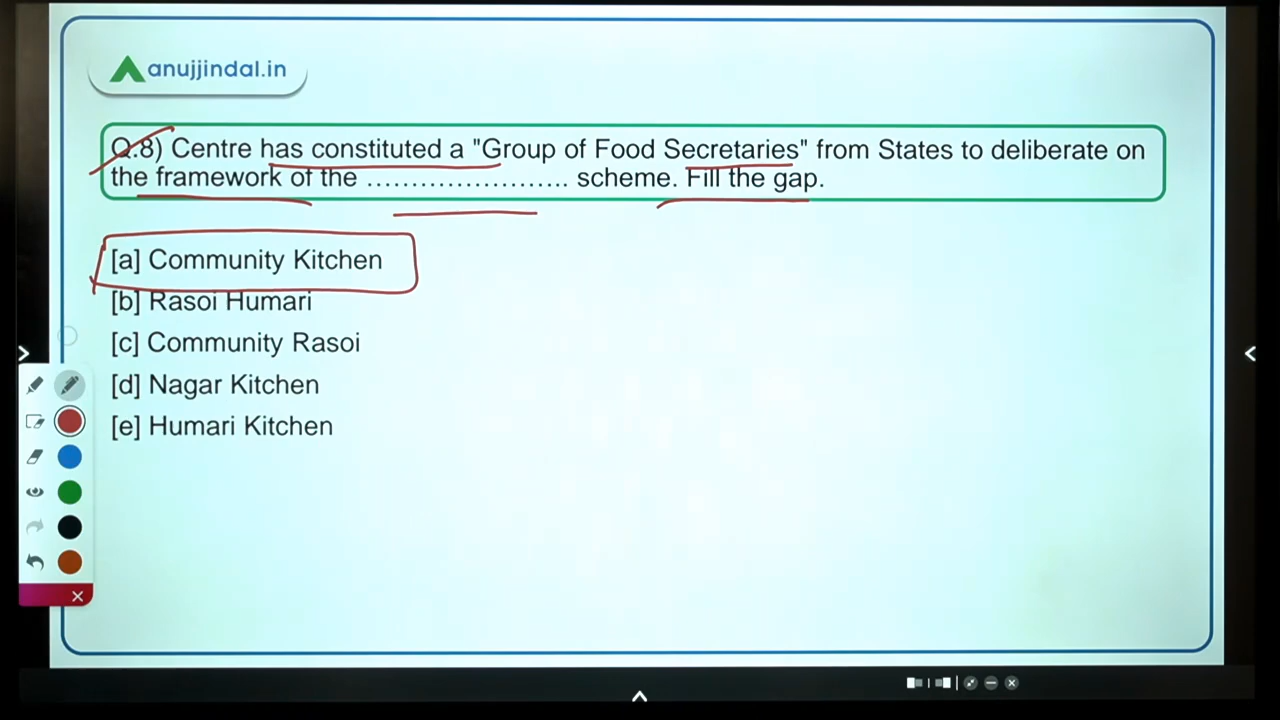 anujjindal.in
Q.8) Centre has constituted a "Group of Food Secretaries" from States to deliberate on
the framework of the ........................ scheme. Fill the gap.
[a] Community Kitchen
[b] Rasoi Humari
[c] Community Rasoi
[d] Nagar Kitchen
[e] Humari Kitchen